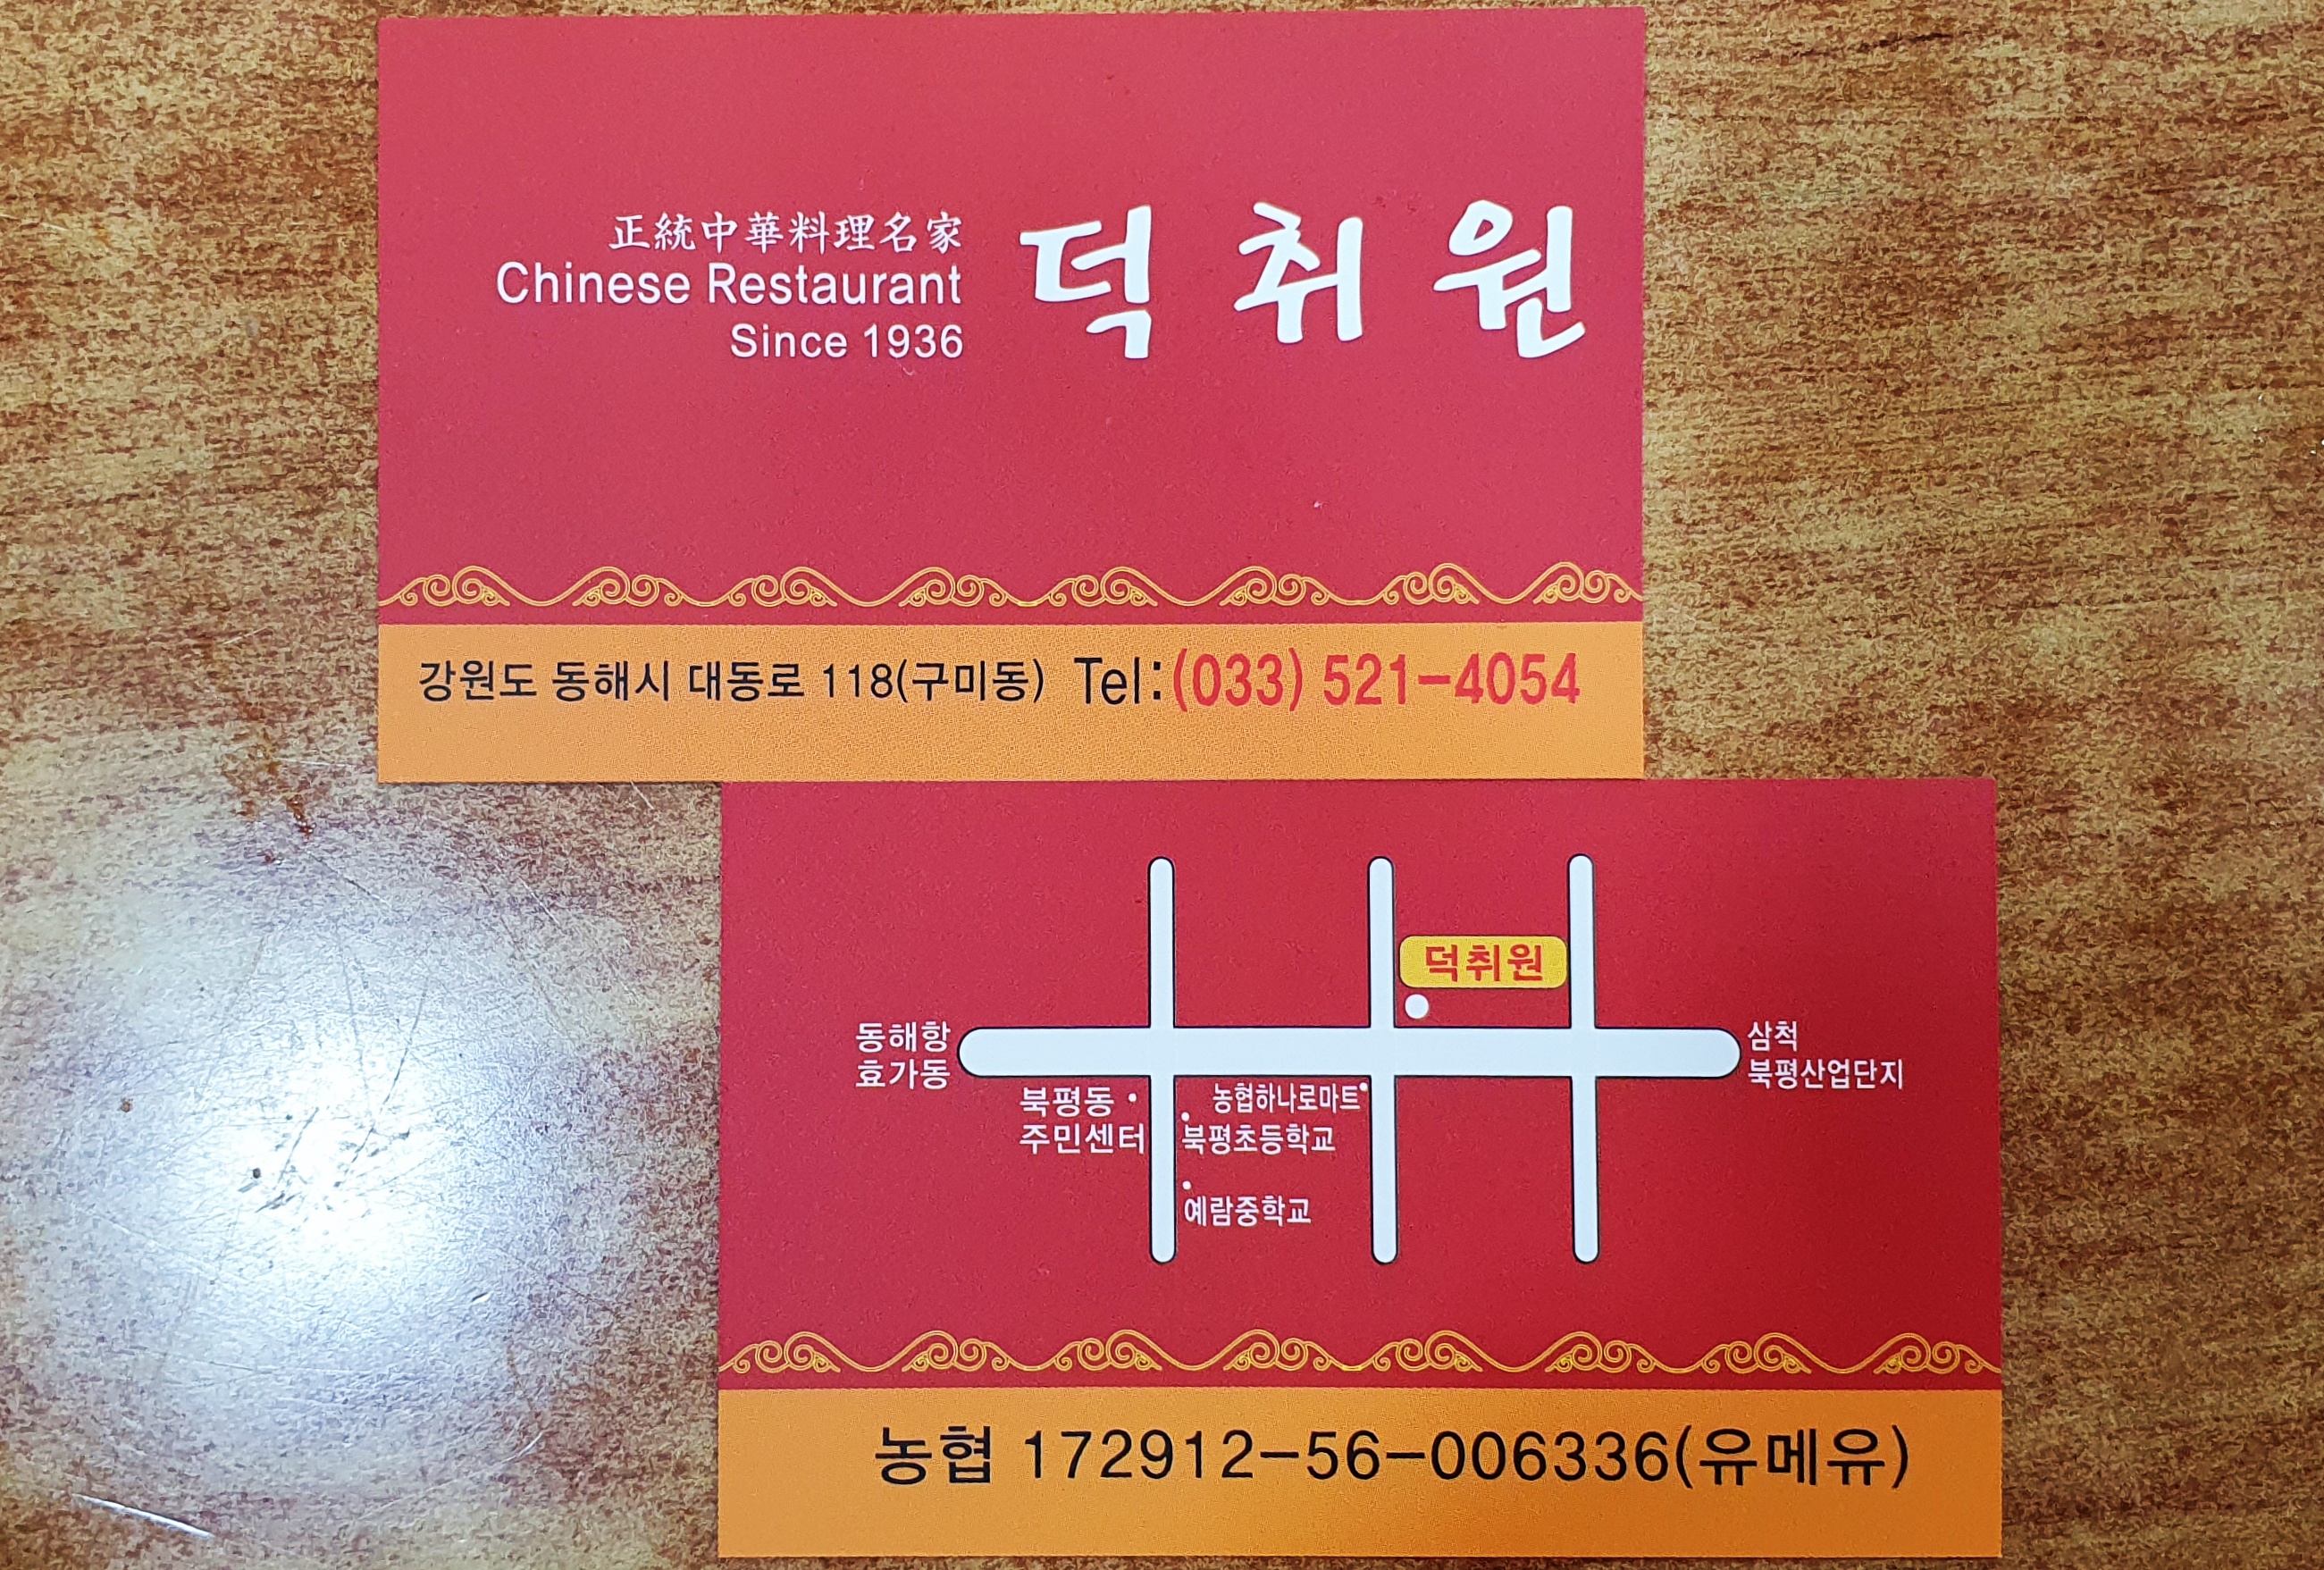 正統中華料理名家
Chinese Restaurant
Since 1936
덕취원
강원도 동해시 대동로 118(구미동) Tel:(033) 521-4054
덕취원
동해항
효가동
삼척
북평산업단지
북평동
주민센터
농협하나로마트
북평초등학교
예람중학교
농협 172912-56-006336(유메유)